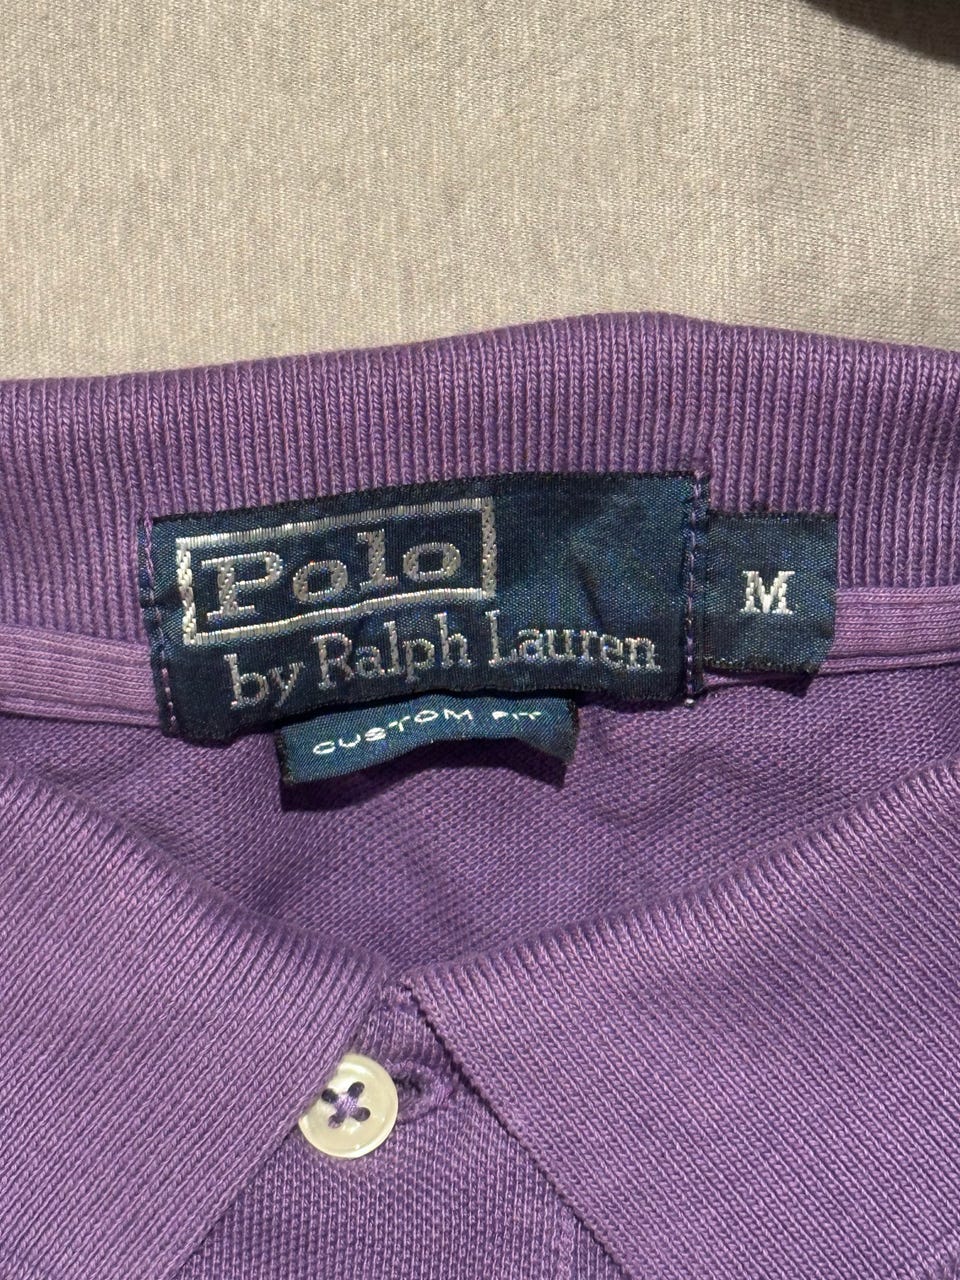 Polo
by Ralph Lauren
M
CUSTOM FIT